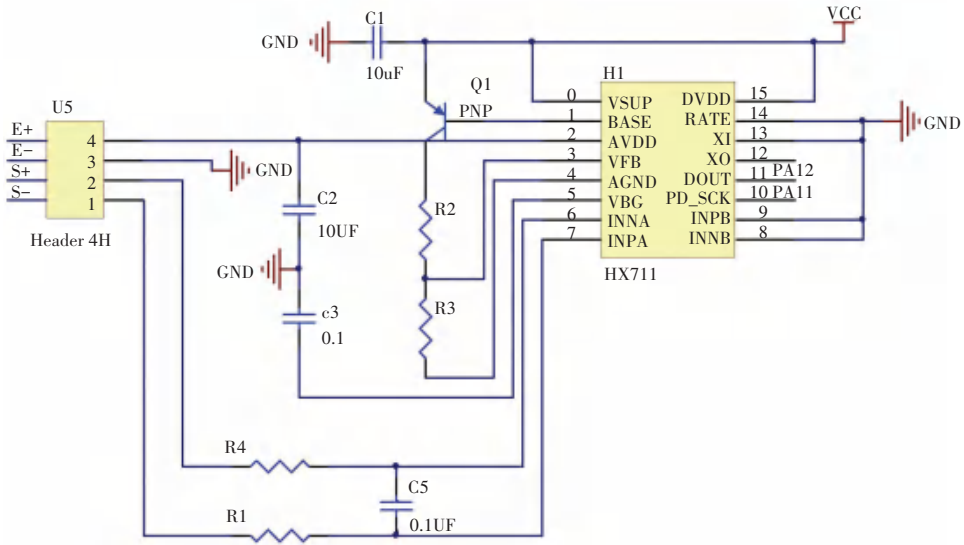 C1
VCC
GND
10uF
Q1
H1
U5
PNP
0 VSUP DVDD 15
1 BASE RATE 14
GND
E+ 4
2 AVDD XI 13
E- 3
GND
3 VFB XO 12
S+ 2
4 AGND DOUT 11 PA12
S- 1
5 VBG PD_SCK 10 PA11
C2
R2
6 INNA INPB 9
10UF
7 INPA INNB 8
Header 4H
GND
HX711
c3
R3
0.1
R4
C5
R1
0.1UF